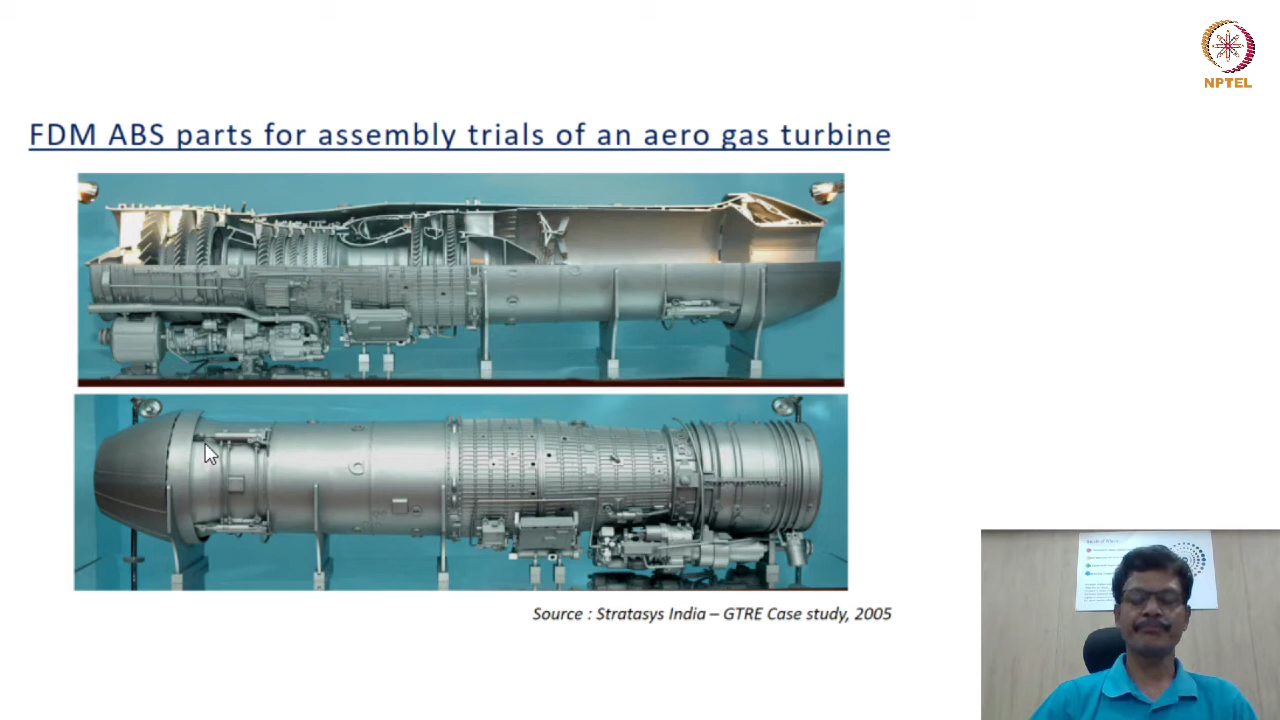 NPTEL
FDM ABS parts for assembly trials of an aero gas turbine
Source : Stratasys India – GTRE Case study, 2005